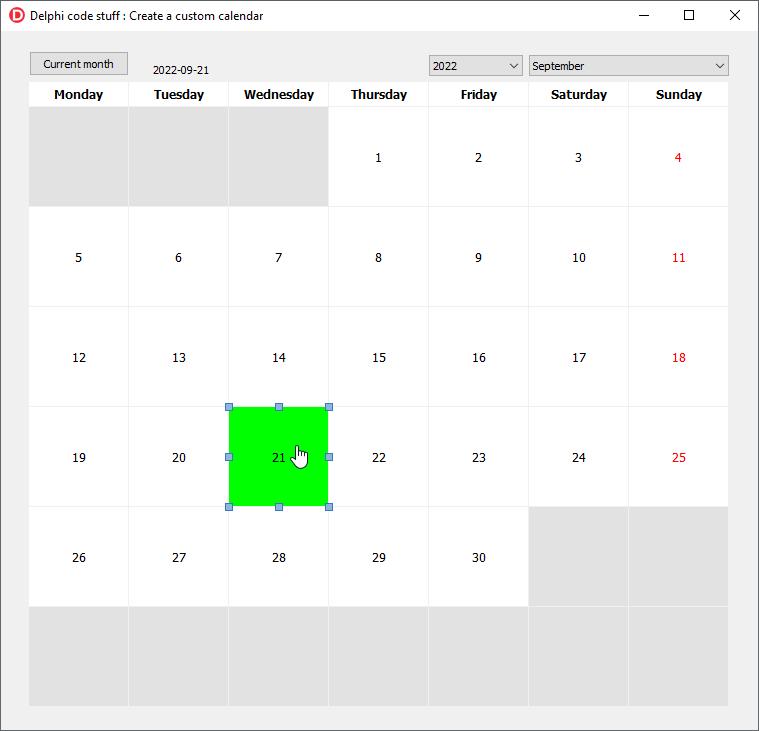 D Delphi code stuff : Create a custom calendar
Current month 2022-09-21 2022 September
Monday Tuesday Wednesday Thursday Friday Saturday Sunday
1 2 3 4
5 6 7 8 9 10 11
12 13 14 15 16 17 18
19 20 21 22 23 24 25
26 27 28 29 30